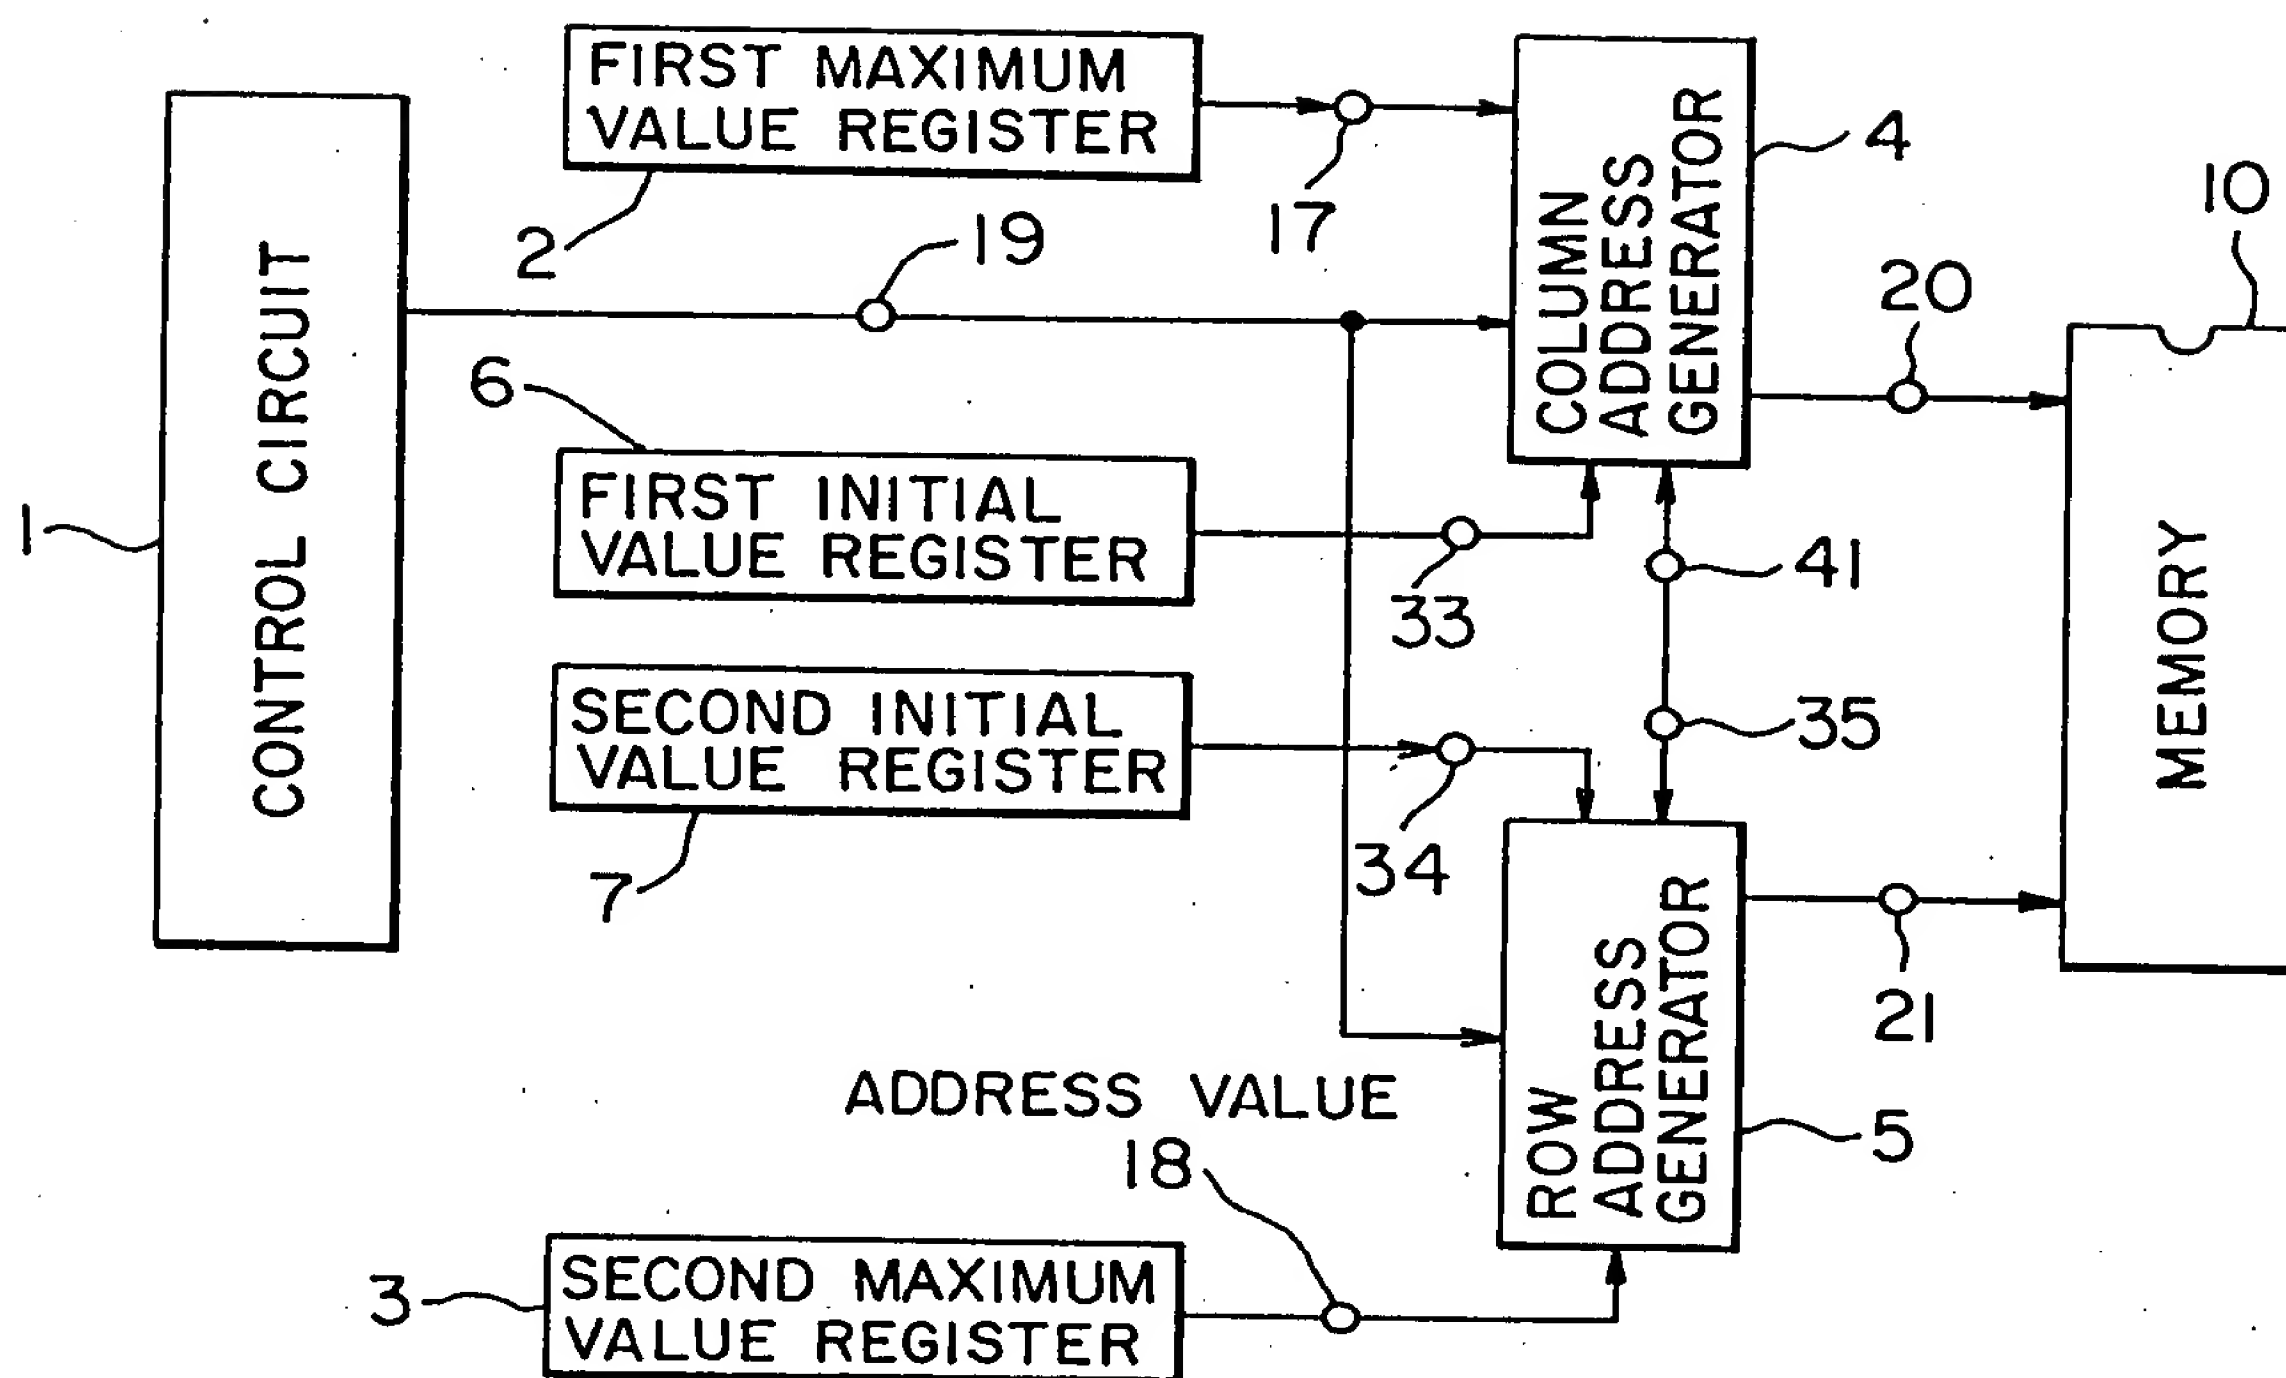 FIRST MAXIMUM
VALUE REGISTER
2
17
COLUMN
ADDRESS
GENERATOR
4
10
19
20
CONTROL CIRCUIT
1
6
FIRST INITIAL
VALUE REGISTER
33
41
MEMORY
SECOND INITIAL
VALUE REGISTER
7
34
35
21
ROW
ADDRESS
GENERATOR
5
ADDRESS VALUE
18
3
SECOND MAXIMUM
VALUE REGISTER